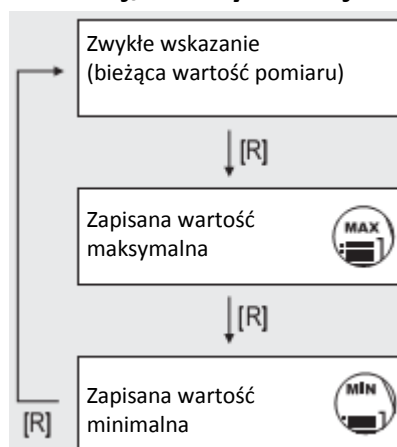 Zwykłe wskazanie
(bieżąca wartość pomiaru)
[R]
Zapisana wartość
maksymalna
MAX
[R]
Zapisana wartość
minimalna
MIN
[R]